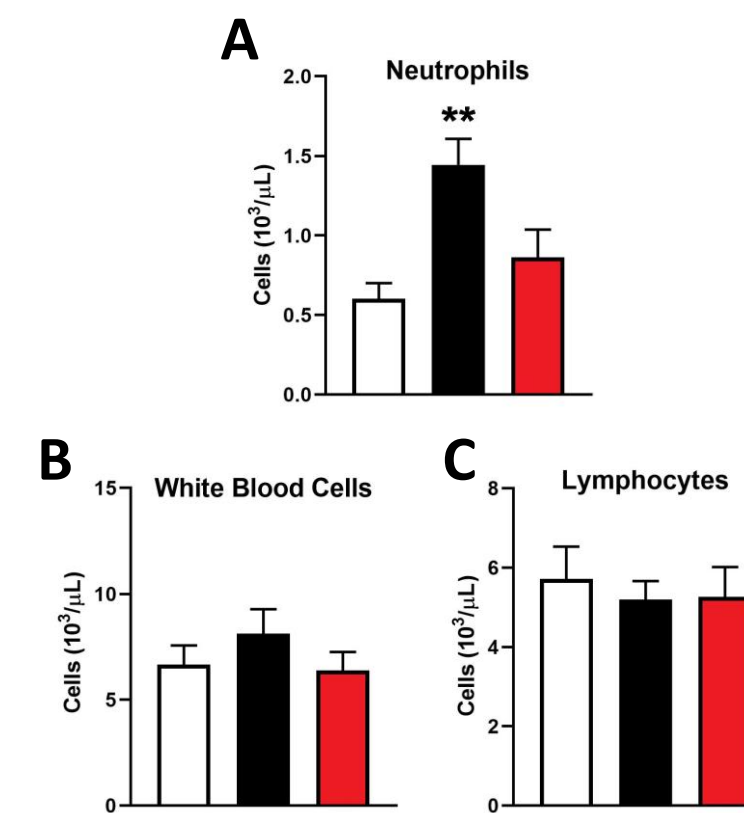 A
Neutrophils
**
Cells (10³/μL)
2.0
1.5
1.0
0.5
0.0
B
White Blood Cells
Cells (10³/μL)
15
10
5
0
C
Lymphocytes
Cells (10³/μL)
8
6
4
2
0